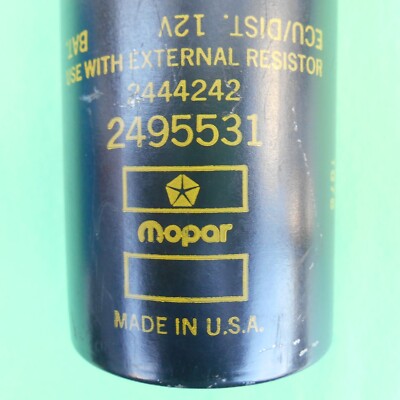 BAT.
ECU/DIST. 12V
USE WITH EXTERNAL RESISTOR
2444242
2495531
mopar
MADE IN U.S.A.